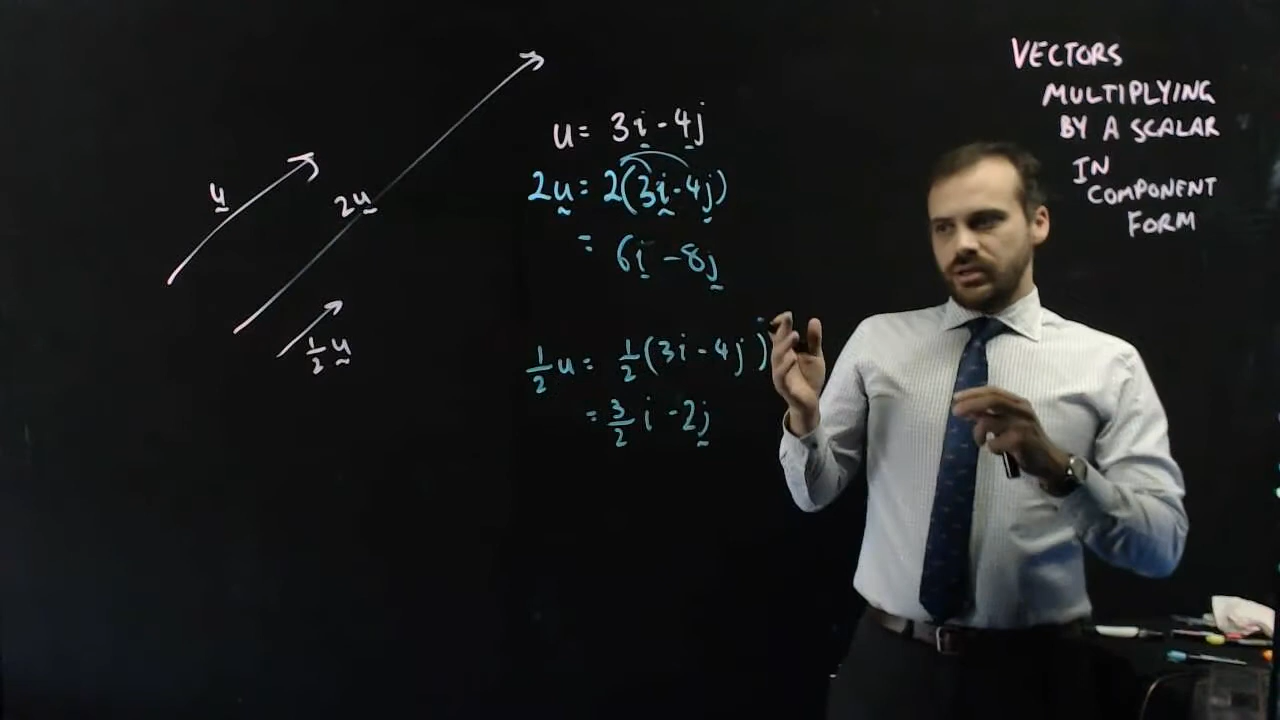 u
2u
1/2 u
u = 3i - 4j
2u = 2(3i - 4j)
= 6i - 8j
1/2 u = 1/2 (3i - 4j)
= 3/2 i - 2j
VECTORS
MULTIPLYING
BY A SCALAR
IN
COMPONENT
FORM